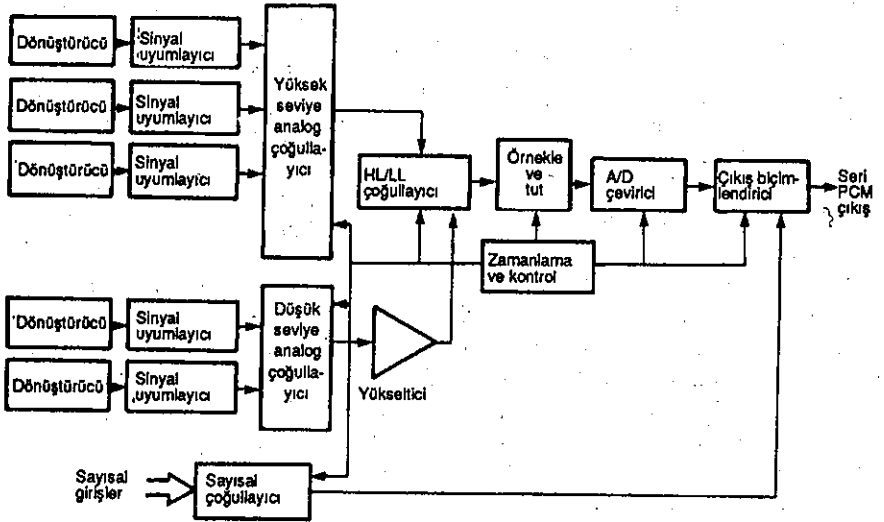 Dönüştürücü
Sinyal
uyumlayıcı
Dönüştürücü
Sinyal
uyumlayıcı
Dönüştürücü
Sinyal
uyumlayıcı
Yüksek
seviye
analog
çoğulla-
yıcı
HL/LL
çoğullayıcı
Örnekle
ve
tut
A/D
çevirici
Çıkış biçim-
lendirici
Seri
PCM
çıkış
Zamanlama
ve kontrol
Dönüştürücü
Sinyal
uyumlayıcı
Dönüştürücü
Sinyal
uyumlayıcı
Düşük
seviye
analog
çoğulla-
yıcı
Yükseltici
Sayısal
girişler
Sayısal
çoğullayıcı